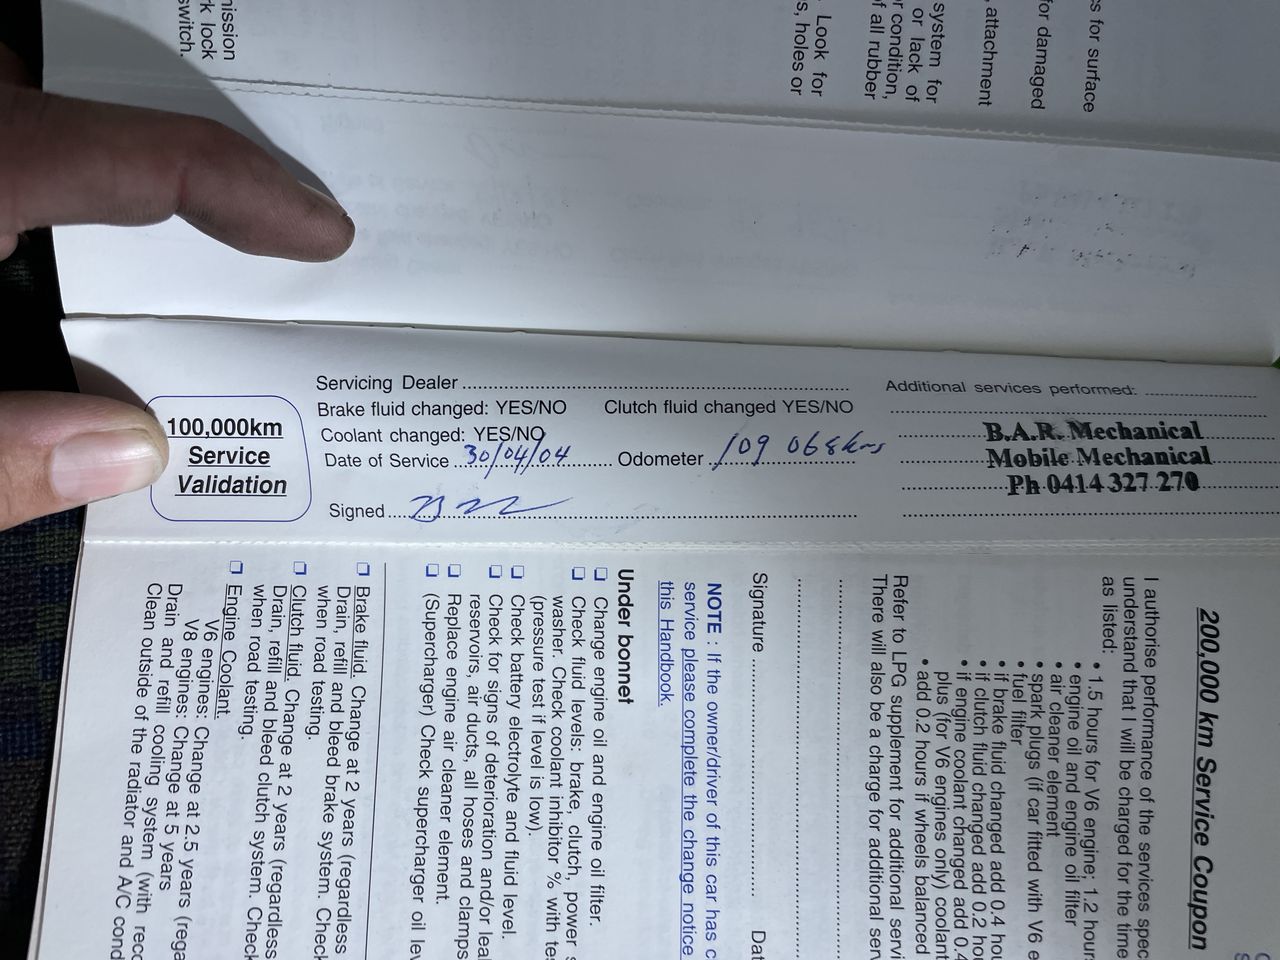 nission
k lock
switch.
Look for
s, holes or
system for
or lack of
r condition,
f all rubber
, attachment
for damaged
es for surface
100,000km
Service
Validation
Servicing Dealer
Brake fluid changed: YES/NO Clutch fluid changed YES/NO
Coolant changed: YES/NO
Date of Service 30/04/04 Odometer 109 068kms
Signed
Additional services performed:
B.A.R. Mechanical
Mobile Mechanical
Ph 0414 327 270
200,000 km Service Coupon
I authorise performance of the services spec
understand that I will be charged for the time
as listed:
• 1.5 hours for V6 engine; 1.2 hours
• engine oil and engine oil filter
• air cleaner element
• spark plugs (if car fitted with V6 e
• fuel filter
• if brake fluid changed add 0.4 hou
• if clutch fluid changed add 0.2 ho
• if engine coolant changed add 0.4
plus (for V6 engines only) coolant
• add 0.2 hours if wheels balanced
Refer to LPG supplement for additional servi
There will also be a charge for additional serv
Signature Dat
NOTE : If the owner/driver of this car has c
service please complete the change notice
this Handbook.
Under bonnet
❑ Change engine oil and engine oil filter.
❑ Check fluid levels: brake, clutch, power s
washer. Check coolant inhibitor % with tes
(pressure test if level is low).
❑ Check battery electrolyte and fluid level.
❑ Check for signs of deterioration and/or leal
reservoirs, air ducts, all hoses and clamps
❑ Replace engine air cleaner element.
❑ (Supercharger) Check supercharger oil lev
❑ Brake fluid. Change at 2 years (regardless
Drain, refill and bleed brake system. Check
when road testing.
❑ Clutch fluid. Change at 2 years (regardless
Drain, refill and bleed clutch system. Check
when road testing.
❑ Engine Coolant.
V6 engines: Change at 2.5 years (rega
V8 engines: Change at 5 years
Drain and refill cooling system (with reco
Clean outside of the radiator and A/C cond